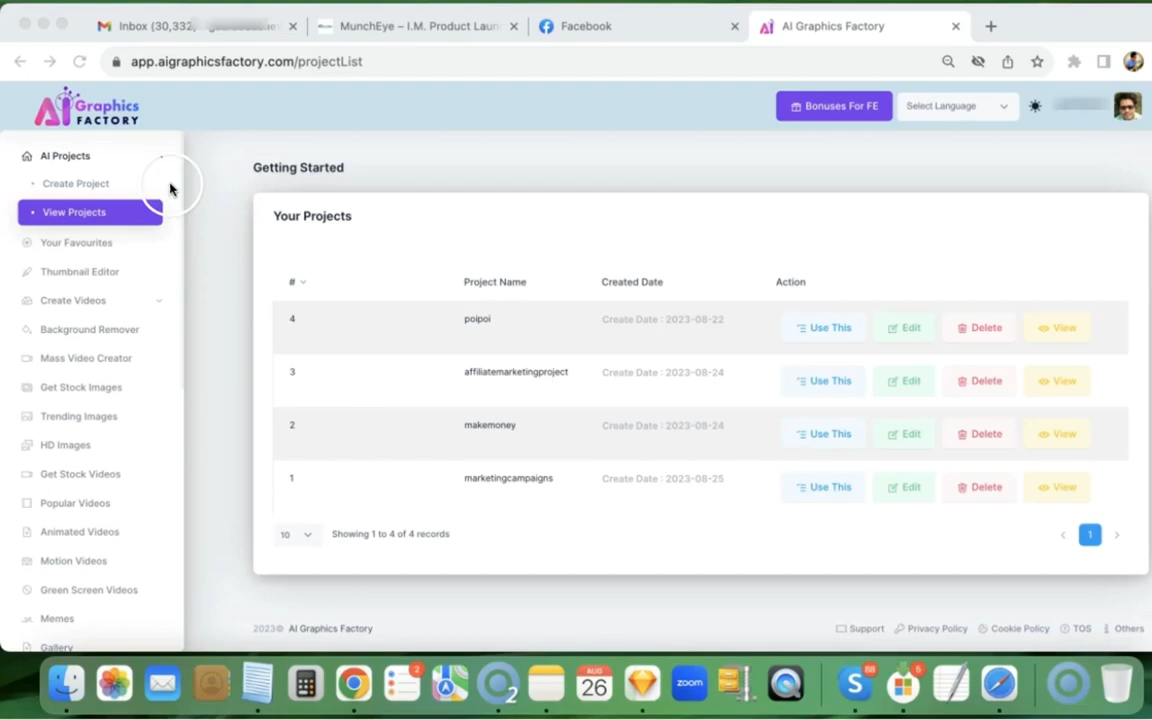 Inbox (30,332,
MunchEye – I.M. Product Laun
Facebook
AI Graphics Factory
app.aigraphicsfactory.com/projectList
AI Graphics
FACTORY
Bonuses For FE
Select Language
AI Projects
Create Project
View Projects
Your Favourites
Thumbnail Editor
Create Videos
Background Remover
Mass Video Creator
Get Stock Images
Trending Images
HD Images
Get Stock Videos
Popular Videos
Animated Videos
Motion Videos
Green Screen Videos
Memes
Gallery
Getting Started
Your Projects
# Project Name Created Date Action
4 poipoi Create Date : 2023-08-22 Use This Edit Delete View
3 affiliatemarketingproject Create Date : 2023-08-24 Use This Edit Delete View
2 makemoney Create Date : 2023-08-24 Use This Edit Delete View
1 marketingcampaigns Create Date : 2023-08-25 Use This Edit Delete View
10 Showing 1 to 4 of 4 records 1
2023© AI Graphics Factory Support Privacy Policy Cookie Policy TOS Others
2
2
AUG
26
zoom
S
88
5